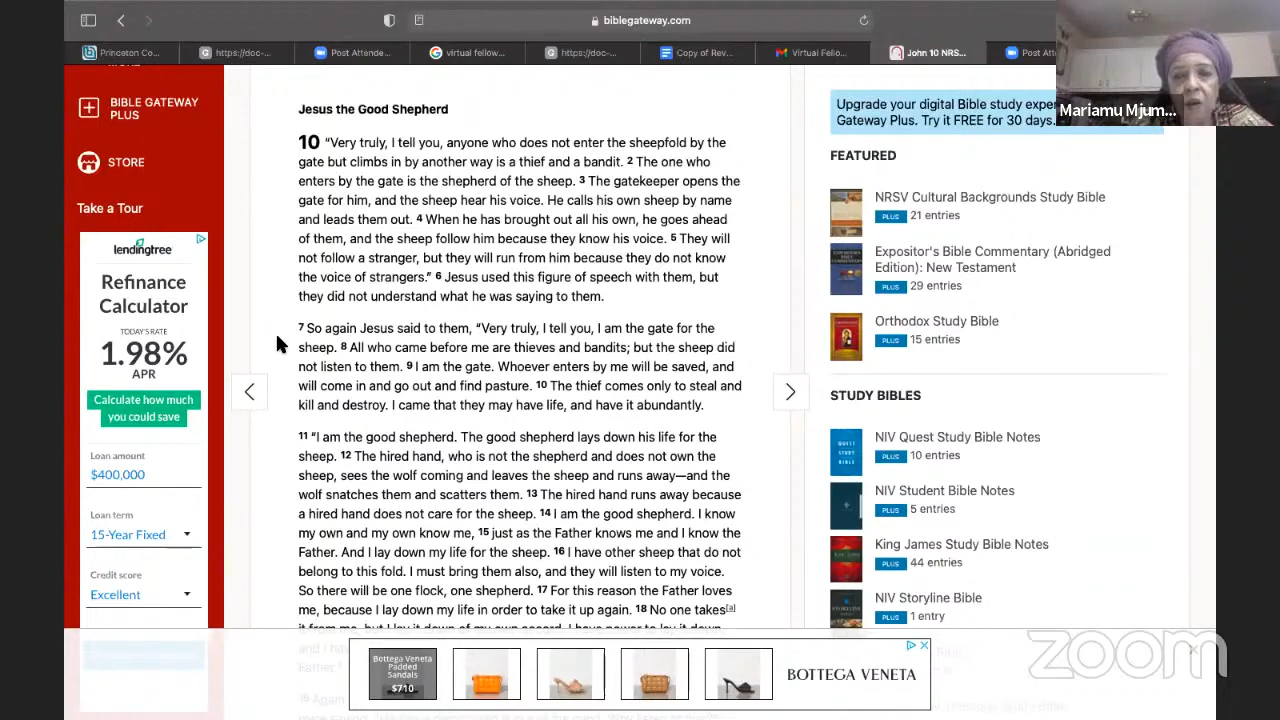 biblegateway.com
Princeton Co...
https://doc-...
Post Attende...
virtual fellow...
https://doc-...
Copy of Rev...
Virtual Fello...
John 10 NRS...
Post Att
Mariamu Mjum...
BIBLE GATEWAY
PLUS
STORE
Take a Tour
lendingtree
Refinance
Calculator
TODAY'S RATE
1.98%
APR
Calculate how much
you could save
Loan amount
$400,000
Loan term
15-Year Fixed
Credit score
Excellent
Jesus the Good Shepherd
10 “Very truly, I tell you, anyone who does not enter the sheepfold by the
gate but climbs in by another way is a thief and a bandit. 2 The one who
enters by the gate is the shepherd of the sheep. 3 The gatekeeper opens the
gate for him, and the sheep hear his voice. He calls his own sheep by name
and leads them out. 4 When he has brought out all his own, he goes ahead
of them, and the sheep follow him because they know his voice. 5 They will
not follow a stranger, but they will run from him because they do not know
the voice of strangers.” 6 Jesus used this figure of speech with them, but
they did not understand what he was saying to them.
7 So again Jesus said to them, “Very truly, I tell you, I am the gate for the
sheep. 8 All who came before me are thieves and bandits; but the sheep did
not listen to them. 9 I am the gate. Whoever enters by me will be saved, and
will come in and go out and find pasture. 10 The thief comes only to steal and
kill and destroy. I came that they may have life, and have it abundantly.
11 “I am the good shepherd. The good shepherd lays down his life for the
sheep. 12 The hired hand, who is not the shepherd and does not own the
sheep, sees the wolf coming and leaves the sheep and runs away—and the
wolf snatches them and scatters them. 13 The hired hand runs away because
a hired hand does not care for the sheep. 14 I am the good shepherd. I know
my own and my own know me, 15 just as the Father knows me and I know the
Father. And I lay down my life for the sheep. 16 I have other sheep that do not
belong to this fold. I must bring them also, and they will listen to my voice.
So there will be one flock, one shepherd. 17 For this reason the Father loves
me, because I lay down my life in order to take it up again. 18 No one takes[a]
it from me, but I lay it down of my own accord. I have power to lay it down,
and I ha
Father.”
19 Again
Upgrade your digital Bible study exper
Gateway Plus. Try it FREE for 30 days.
FEATURED
NRSV Cultural Backgrounds Study Bible
PLUS 21 entries
Expositor's Bible Commentary (Abridged
Edition): New Testament
PLUS 29 entries
Orthodox Study Bible
PLUS 15 entries
STUDY BIBLES
NIV Quest Study Bible Notes
PLUS 10 entries
NIV Student Bible Notes
PLUS 5 entries
King James Study Bible Notes
PLUS 44 entries
NIV Storyline Bible
PLUS 1 entry
Bottega Veneta
Padded
Sandals
$710
BOTTEGA VENETA
zoom